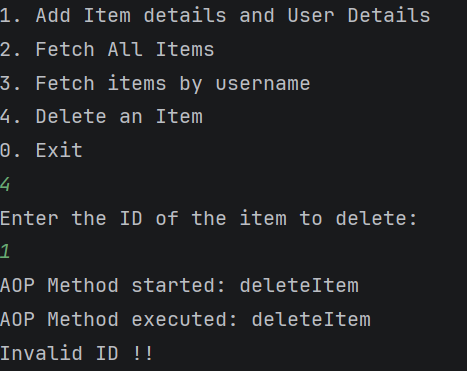 1. Add Item details and User Details
2. Fetch All Items
3. Fetch items by username
4. Delete an Item
0. Exit
4
Enter the ID of the item to delete:
1
AOP Method started: deleteItem
AOP Method executed: deleteItem
Invalid ID !!